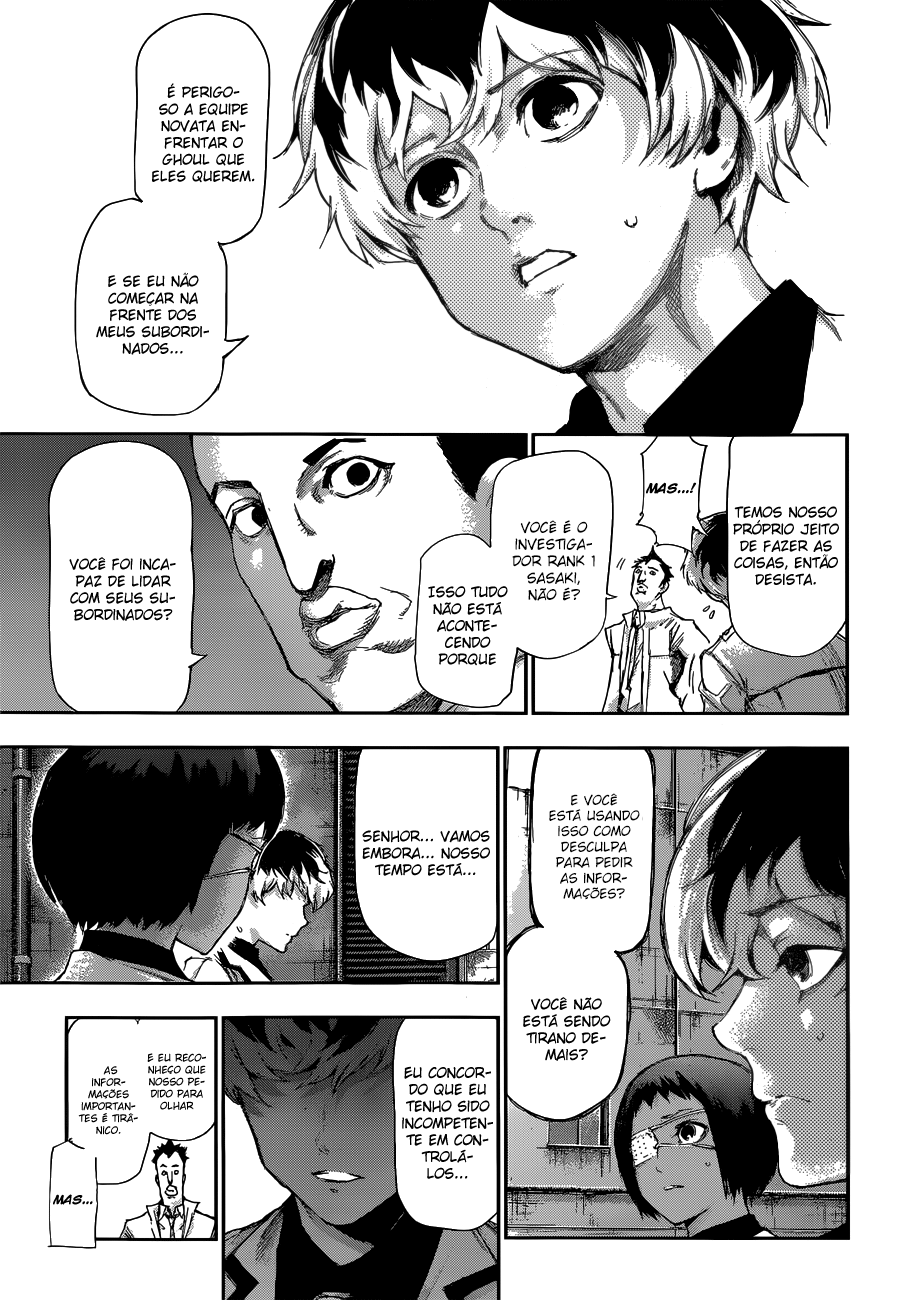 É PERIGO-
SO A EQUIPE
NOVATA EN-
FRENTAR O
GHOUL QUE
ELES QUEREM.
E SE EU NÃO
COMEÇAR NA
FRENTE DOS
MEUS SUBORDI-
NADOS...
TEMOS NOSSO
PRÓPRIO JEITO
DE FAZER AS
COISAS, ENTÃO
DESISTA.
MAS...!
VOCÊ É O
INVESTIGA-
DOR RANK 1
SASAKI,
NÃO É?
ISSO TUDO
NÃO ESTÁ
ACONTE-
CENDO
PORQUE
VOCÊ FOI INCA-
PAZ DE LIDAR
COM SEUS SU-
BORDINADOS?
E VOCÊ
ESTÁ USANDO
ISSO COMO
DESCULPA
PARA PEDIR
AS INFOR-
MAÇÕES?
VOCÊ NÃO
ESTÁ SENDO
TIRANO DE-
MAIS?
SENHOR... VAMOS
EMBORA... NOSSO
TEMPO ESTÁ...
EU CONCOR-
DO QUE EU
TENHO SIDO
INCOMPETENTE
EM CON-
TROLÁ-
LOS...
E EU RECO-
NHEÇO QUE
NOSSO PE-
DIDO PARA
OLHAR
AS
INFOR-
MAÇÕES
IMPORTAN-
TES É TIRÂ-
NICO.
MAS...